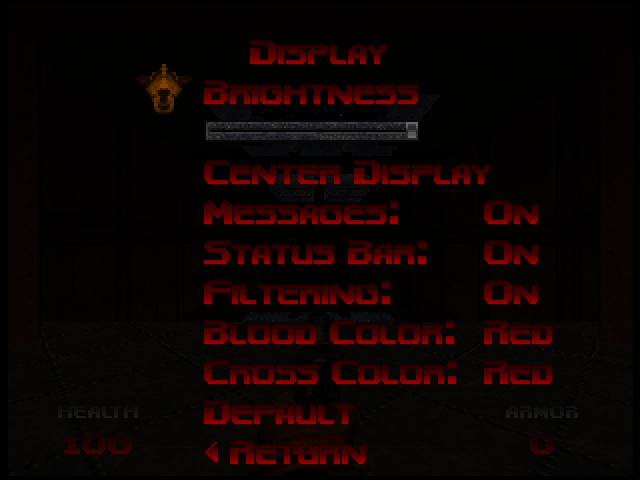 Display
Brightness
Center Display
Messages: On
Status Bar: On
Filtering: On
Blood Color: Red
Cross Color: Red
Default
Return
HEALTH ARMOR
100 0